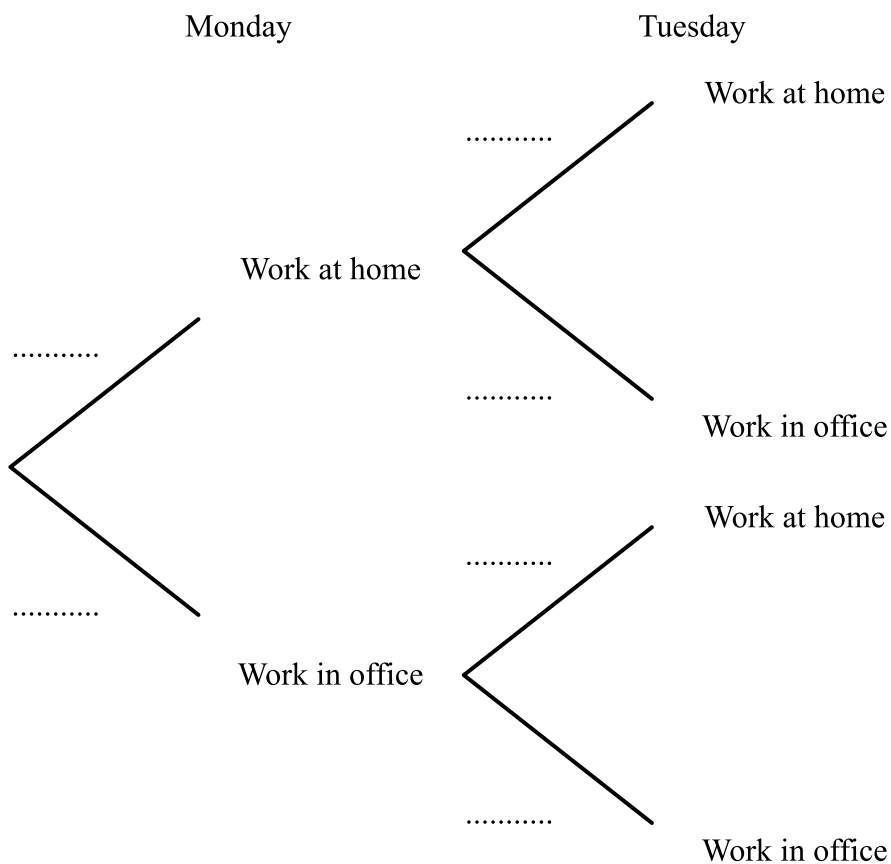 Monday
Tuesday
Work at home
...........
Work at home
...........
...........
Work in office
Work at home
...........
...........
Work in office
...........
Work in office